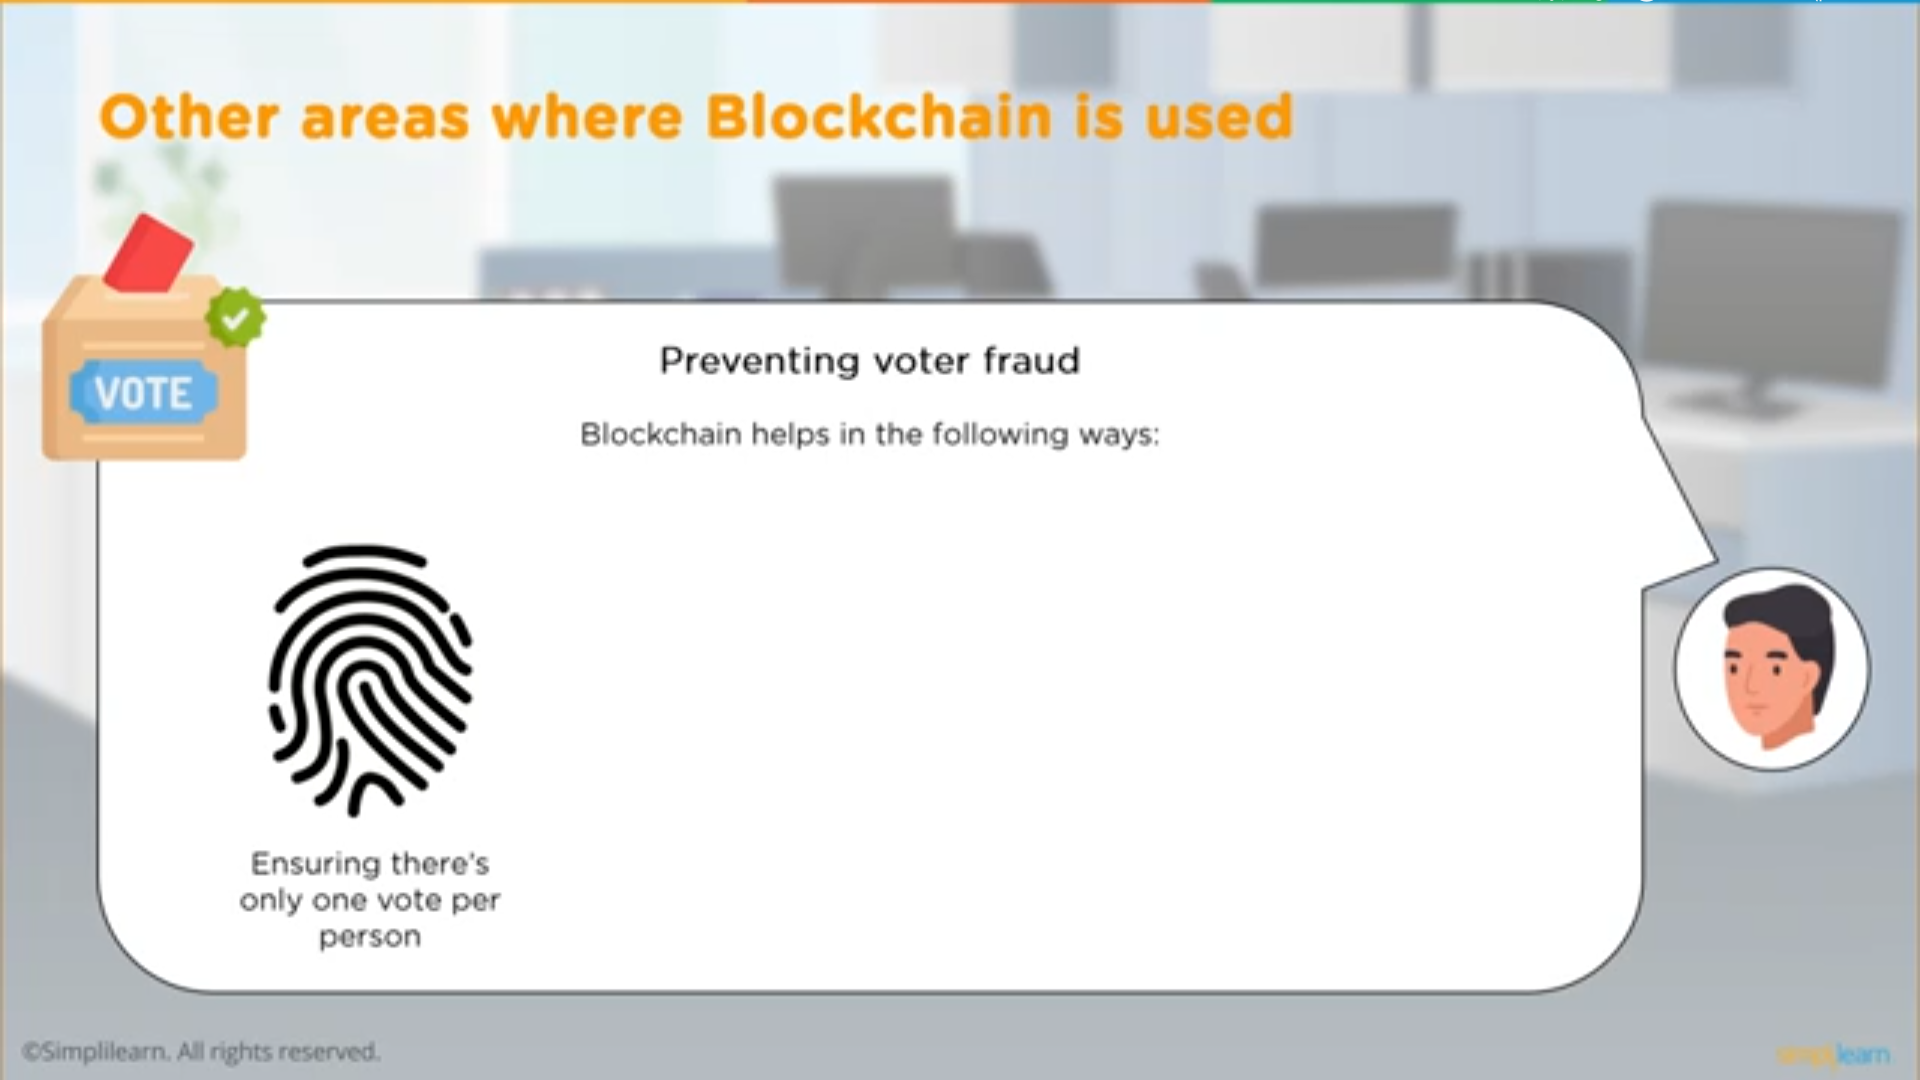 Other areas where Blockchain is used
VOTE
Preventing voter fraud
Blockchain helps in the following ways:
Ensuring there's
only one vote per
person
©Simplilearn. All rights reserved.
simplilearn